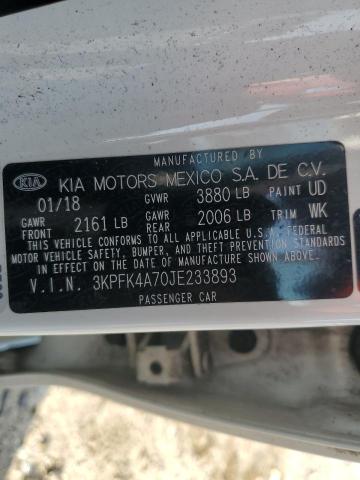 MANUFACTURED BY
KIA KIA MOTORS MEXICO S.A. DE C.V.
01/18 GVWR 3880 LB PAINT UD
GAWR FRONT 2161 LB GAWR REAR 2006 LB TRIM WK
THIS VEHICLE CONFORMS TO ALL APPLICABLE U.S.A. FEDERAL
MOTOR VEHICLE SAFETY, BUMPER, AND THEFT PREVENTION STANDARDS
IN EFFECT ON THE DATE OF MANUFACTURE SHOWN ABOVE.
V.I.N. 3KPFK4A70JE233893
PASSENGER CAR